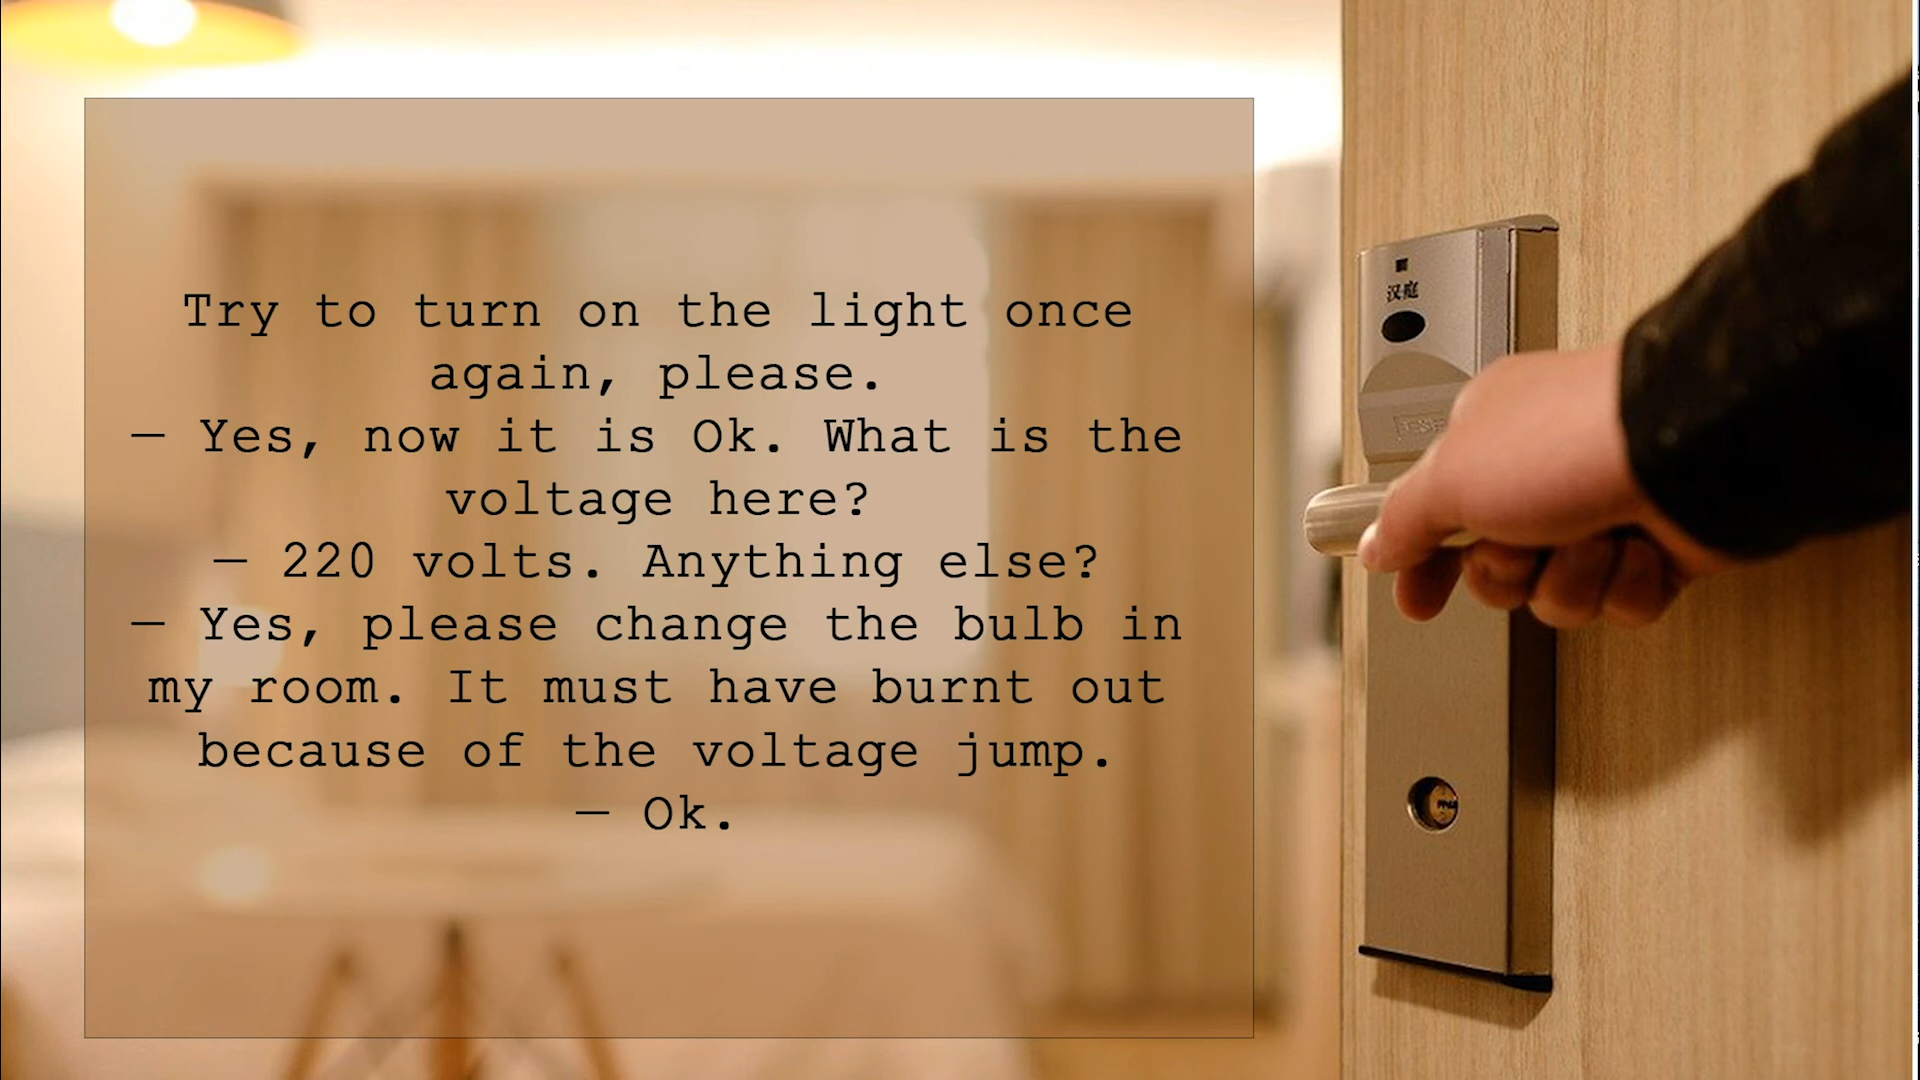 Try to turn on the light once
again, please.
— Yes, now it is Ok. What is the
voltage here?
— 220 volts. Anything else?
— Yes, please change the bulb in
my room. It must have burnt out
because of the voltage jump.
— Ok.
汉庭